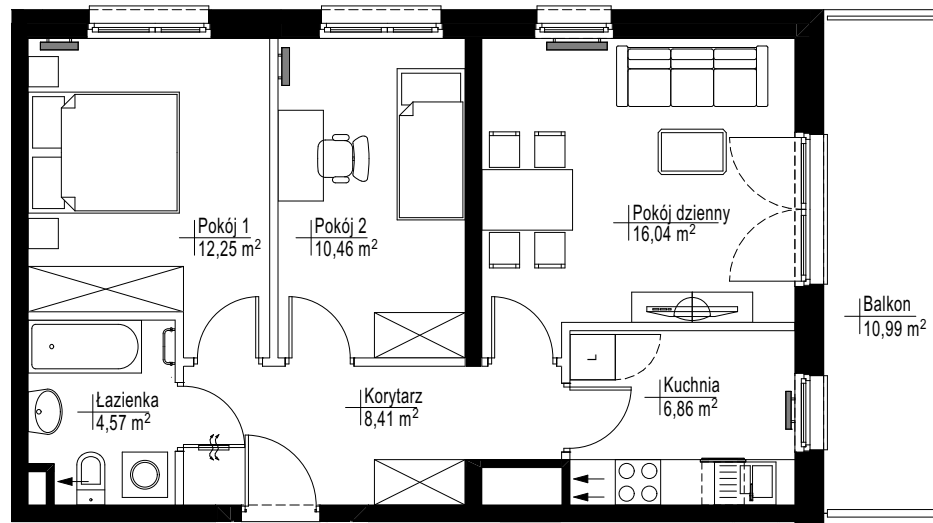 Pokój 1
12,25 m²
Pokój 2
10,46 m²
Pokój dzienny
16,04 m²
Balkon
10,99 m²
Łazienka
4,57 m²
Korytarz
8,41 m²
L
Kuchnia
6,86 m²